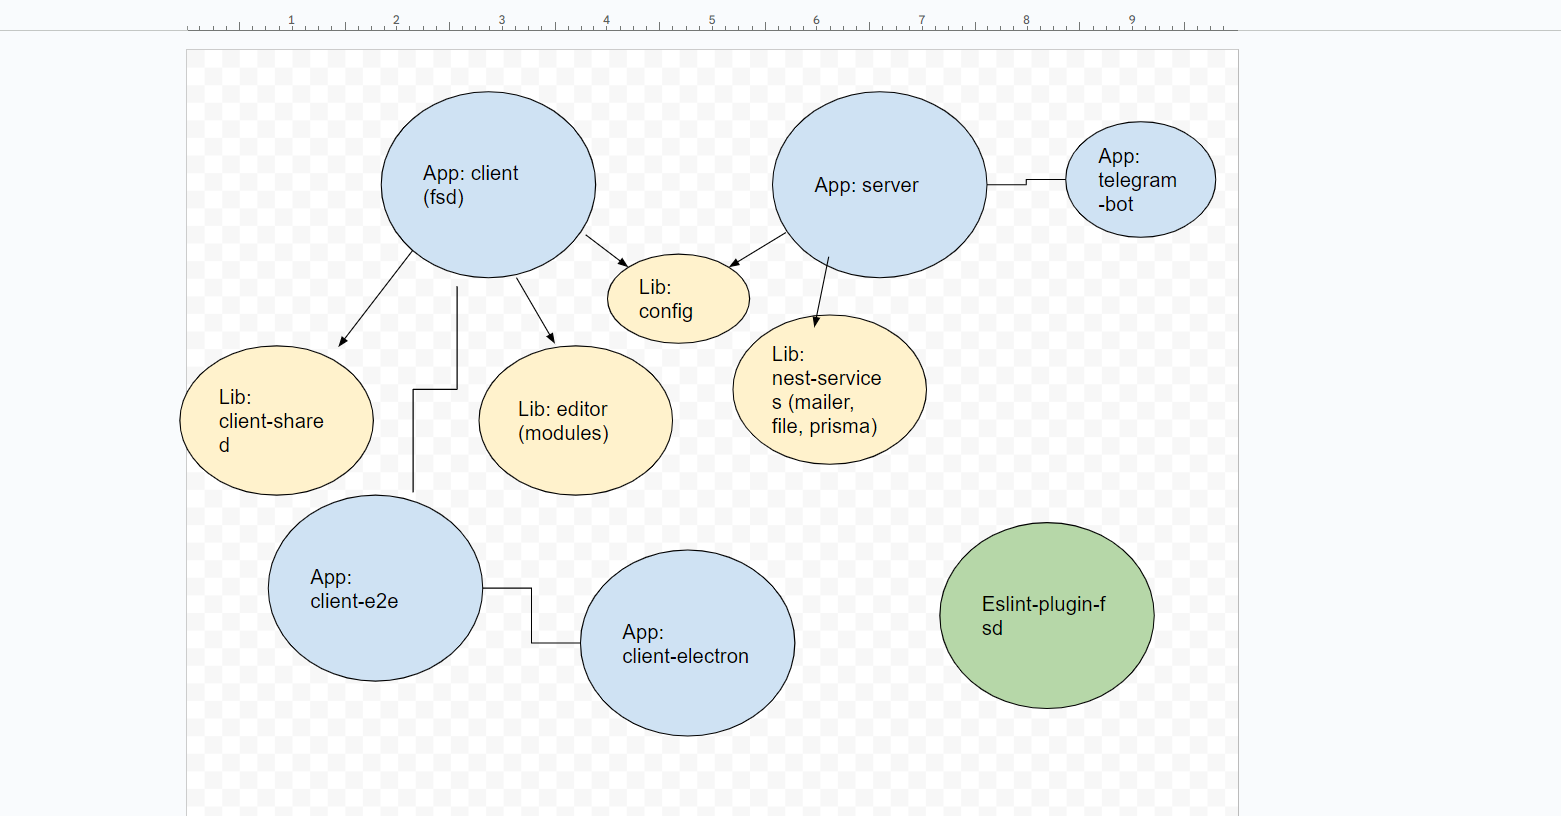 1 2 3 4 5 6 7 8 9
App: client
(fsd)
App: server
App:
telegram
-bot
Lib:
config
Lib:
client-share
d
Lib: editor
(modules)
Lib:
nest-service
s (mailer,
file, prisma)
App:
client-e2e
App:
client-electron
Eslint-plugin-f
sd